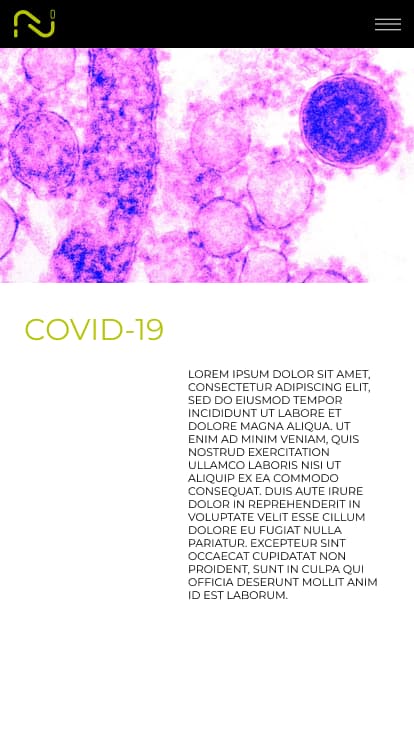 COVID-19
LOREM IPSUM DOLOR SIT AMET,
CONSECTETUR ADIPISCING ELIT,
SED DO EIUSMOD TEMPOR
INCIDIDUNT UT LABORE ET
DOLORE MAGNA ALIQUA. UT
ENIM AD MINIM VENIAM, QUIS
NOSTRUD EXERCITATION
ULLAMCO LABORIS NISI UT
ALIQUIP EX EA COMMODO
CONSEQUAT. DUIS AUTE IRURE
DOLOR IN REPREHENDERIT IN
VOLUPTATE VELIT ESSE CILLUM
DOLORE EU FUGIAT NULLA
PARIATUR. EXCEPTEUR SINT
OCCAECAT CUPIDATAT NON
PROIDENT, SUNT IN CULPA QUI
OFFICIA DESERUNT MOLLIT ANIM
ID EST LABORUM.